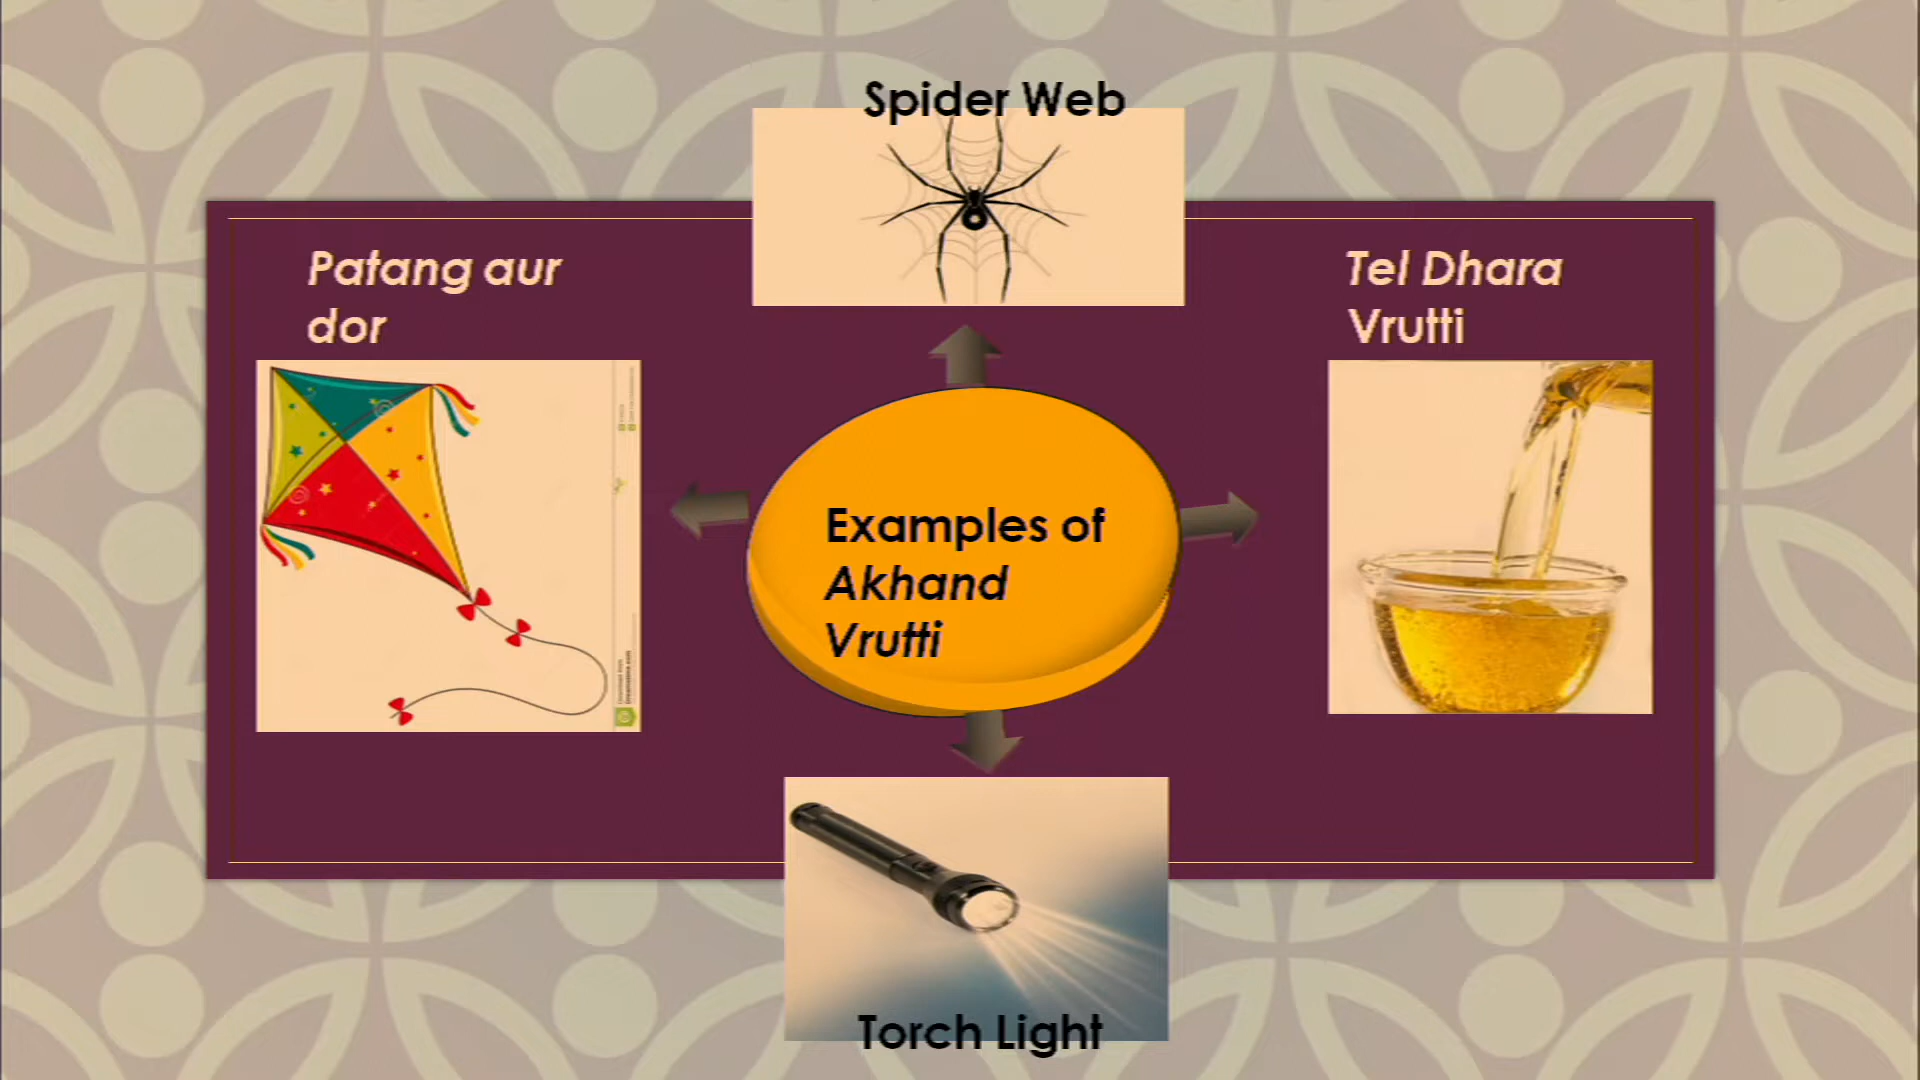 Spider Web
Patang aur
dor
Tel Dhara
Vrutti
Examples of
Akhand
Vrutti
Torch Light